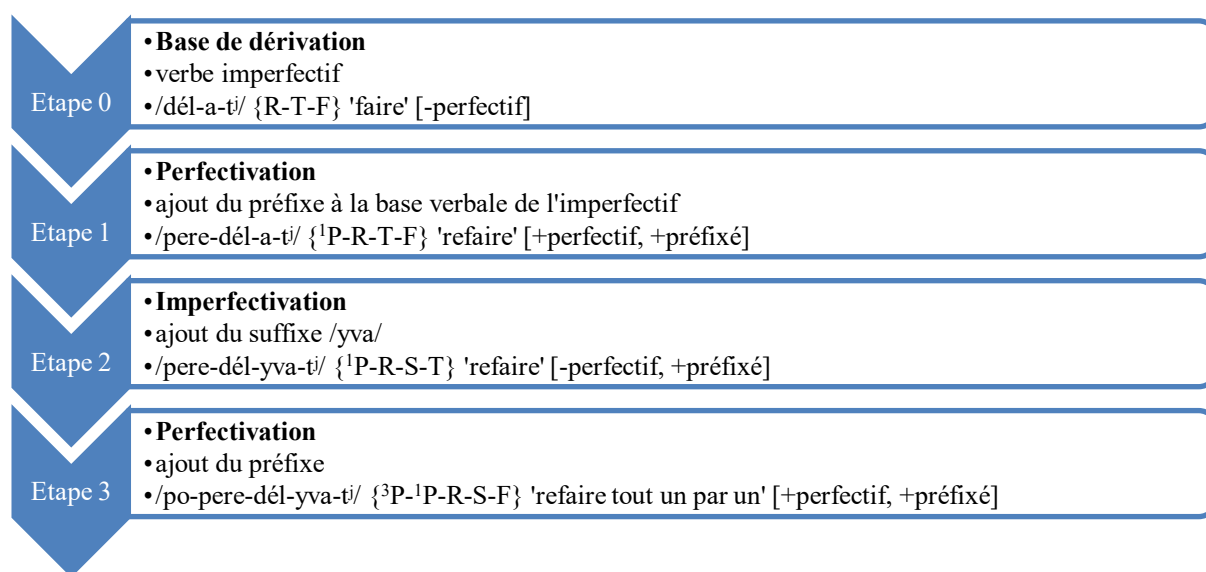 Etape 0
•Base de dérivation
•verbe imperfectif
•/dél-a-tʲ/ {R-T-F} 'faire' [-perfectif]
Etape 1
•Perfectivation
•ajout du préfixe à la base verbale de l'imperfectif
•/pere-dél-a-tʲ/ {¹P-R-T-F} 'refaire' [+perfectif, +préfixé]
Etape 2
•Imperfectivation
•ajout du suffixe /yva/
•/pere-dél-yva-tʲ/ {¹P-R-S-T} 'refaire' [-perfectif, +préfixé]
Etape 3
•Perfectivation
•ajout du préfixe
•/po-pere-dél-yva-tʲ/ {³P-¹P-R-S-F} 'refaire tout un par un' [+perfectif, +préfixé]